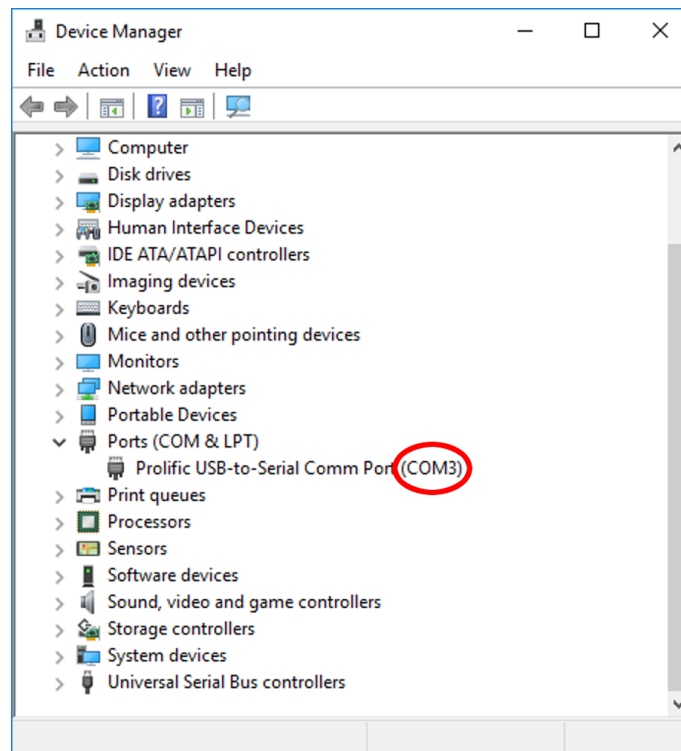 Device Manager
File Action View Help
Computer
Disk drives
Display adapters
Human Interface Devices
IDE ATA/ATAPI controllers
Imaging devices
Keyboards
Mice and other pointing devices
Monitors
Network adapters
Portable Devices
Ports (COM & LPT)
Prolific USB-to-Serial Comm Port (COM3)
Print queues
Processors
Sensors
Software devices
Sound, video and game controllers
Storage controllers
System devices
Universal Serial Bus controllers